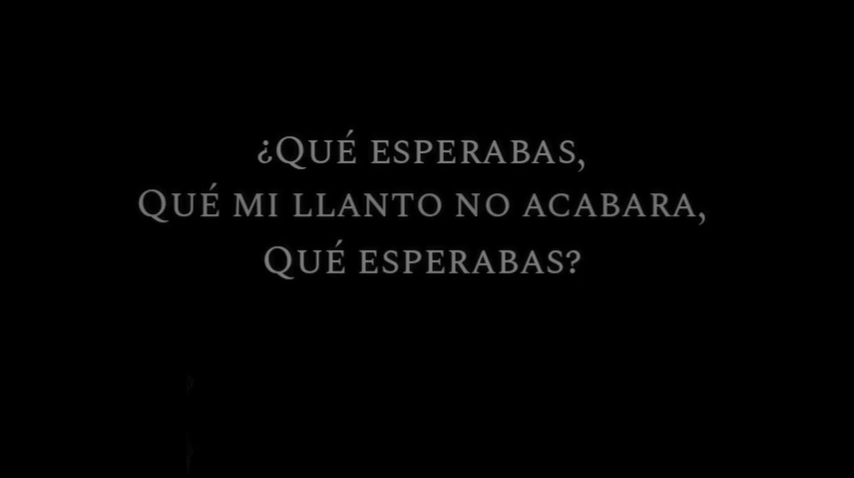 ¿QUÉ ESPERABAS,
QUÉ MI LLANTO NO ACABARA,
QUÉ ESPERABAS?